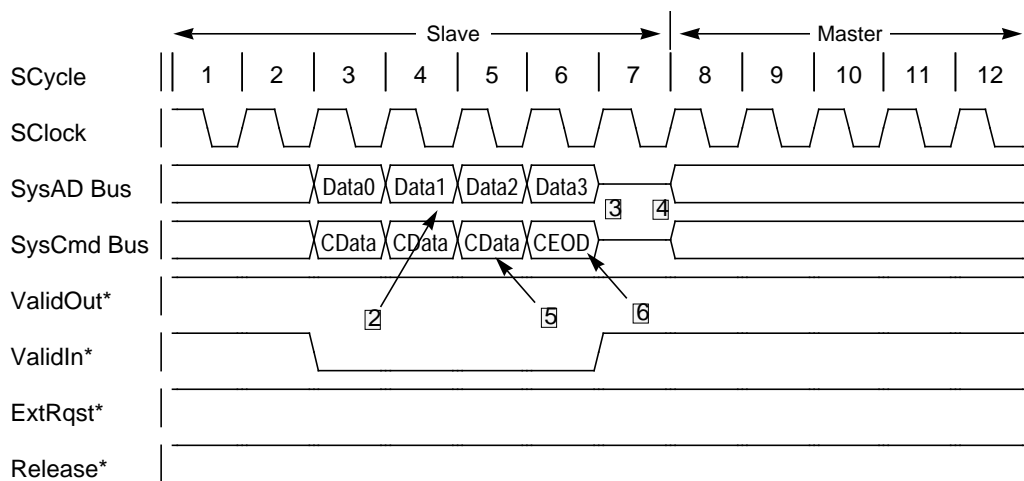 Slave Master
SCycle 1 2 3 4 5 6 7 8 9 10 11 12
SClock
SysAD Bus Data0 Data1 Data2 Data3
3 4
SysCmd Bus CData CData CData CEOD
ValidOut*
2 5 6
ValidIn*
ExtRqst*
Release*